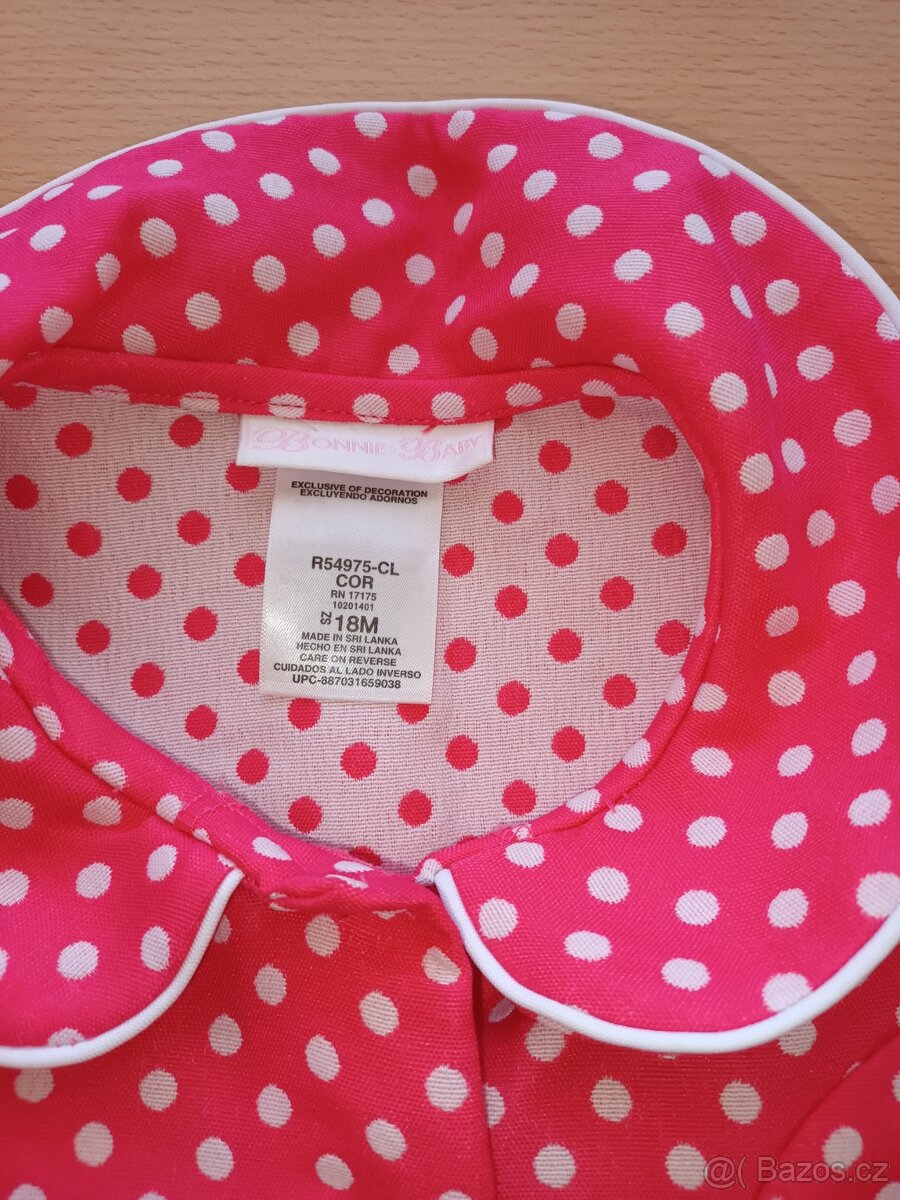 BONNIE BABY
EXCLUSIVE OF DECORATION
EXCLUYENDO ADORNOS
R54975-CL
COR
RN 17175
10201401
SZ 18M
MADE IN SRI LANKA
HECHO EN SRI LANKA
CARE ON REVERSE
CUIDADOS AL LADO INVERSO
UPC-887031659038
@( Bazos.cz